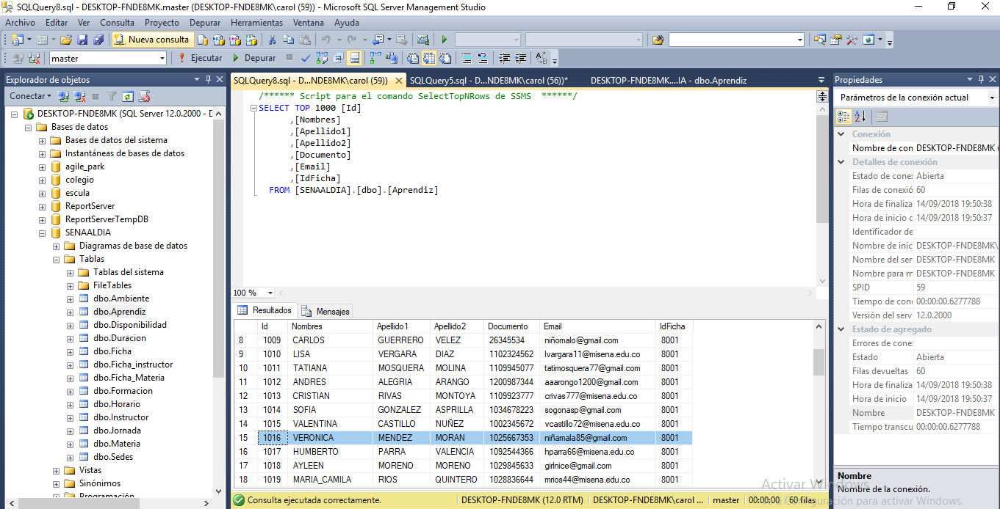 SQLQuery8.sql - DESKTOP-FNDE8MK.master (DESKTOP-FNDE8MK\carol (59)) - Microsoft SQL Server Management Studio
Archivo Editar Ver Consulta Proyecto Depurar Herramientas Ventana Ayuda
Nueva consulta
master Ejecutar Depurar
Explorador de objetos
Conectar
DESKTOP-FNDE8MK (SQL Server 12.0.2000 - D
Bases de datos
Bases de datos del sistema
Instantáneas de bases de datos
agile_park
colegio
escula
ReportServer
ReportServerTempDB
SENAALDIA
Diagramas de base de datos
Tablas
Tablas del sistema
FileTables
dbo.Ambiente
dbo.Aprendiz
dbo.Disponibilidad
dbo.Duracion
dbo.Ficha
dbo.Ficha_instructor
dbo.Ficha_Materia
dbo.Formacion
dbo.Horario
dbo.Instructor
dbo.Jornada
dbo.Materia
dbo.Sedes
Vistas
Sinónimos
Programación
SQLQuery8.sql - D...NDE8MK\carol (59)) SQLQuery5.sql - D...NDE8MK\carol (56))* DESKTOP-FNDE8MK....IA - dbo.Aprendiz
/****** Script para el comando SelectTopNRows de SSMS ******/
SELECT TOP 1000 [Id]
,[Nombres]
,[Apellido1]
,[Apellido2]
,[Documento]
,[Email]
,[IdFicha]
FROM [SENAALDIA].[dbo].[Aprendiz]
100 %
Resultados Mensajes
Id Nombres Apellido1 Apellido2 Documento Email IdFicha
8 1009 CARLOS GUERRERO VELEZ 26345534 niñomalo@gmail.com 8001
9 1010 LISA VERGARA DIAZ 1102324562 lvargara11@misena.edu.co 8001
10 1011 TATIANA MOSQUERA MOLINA 1109945077 tatimosquera77@gmail.com 8001
11 1012 ANDRES ALEGRIA ARANGO 1200987344 aaarongo1200@gmail.com 8001
12 1013 CRISTIAN RIVAS MONTOYA 1109923777 crivas777@misena.edu.co 8001
13 1014 SOFIA GONZALEZ ASPRILLA 1034678223 sogonasp@gmail.com 8001
14 1015 VALENTINA CASTILLO NUÑEZ 1002345672 vcastillo72@misena.edu.co 8001
15 1016 VERONICA MENDEZ MORAN 1025667353 niñamala85@gmail.com 8001
16 1017 HUMBERTO PARRA VALENCIA 1092544366 hparra66@misena.edu.co 8001
17 1018 AYLEEN MORENO MORENO 1029845633 girlnice@gmail.com 8001
18 1019 MARIA_CAMILA RIOS QUINTERO 1028836644 mrios44@misena.edu.co 8001
Consulta ejecutada correctamente. DESKTOP-FNDE8MK (12.0 RTM) DESKTOP-FNDE8MK\carol ... master 00:00:00 60 filas
Propiedades
Parámetros de la conexión actual
Conexión
Nombre de con DESKTOP-FNDE8MK (
Detalles de conexión
Estado de cone: Abierta
Filas de conexió 60
Hora de finaliza 14/09/2018 19:50:38
Hora de inicio d 14/09/2018 19:50:37
Identificador de
Nombre de inic DESKTOP-FNDE8MK\
Nombre del ser DESKTOP-FNDE8MK
Nombre para m DESKTOP-FNDE8MK
SPID 59
Tiempo de con 00:00:00.6277788
Versión del serv 12.0.2000
Estado de agregado
Errores de cone:
Estado Abierta
Filas devueltas 60
Hora de finaliza 14/09/2018 19:50:38
Hora de inicio 14/09/2018 19:50:37
Nombre DESKTOP-FNDE8MK
Tiempo transcu 00:00:00.6277788
Nombre
Nombre de la conexión.
Activar Windows
Configuración para activar Windows.